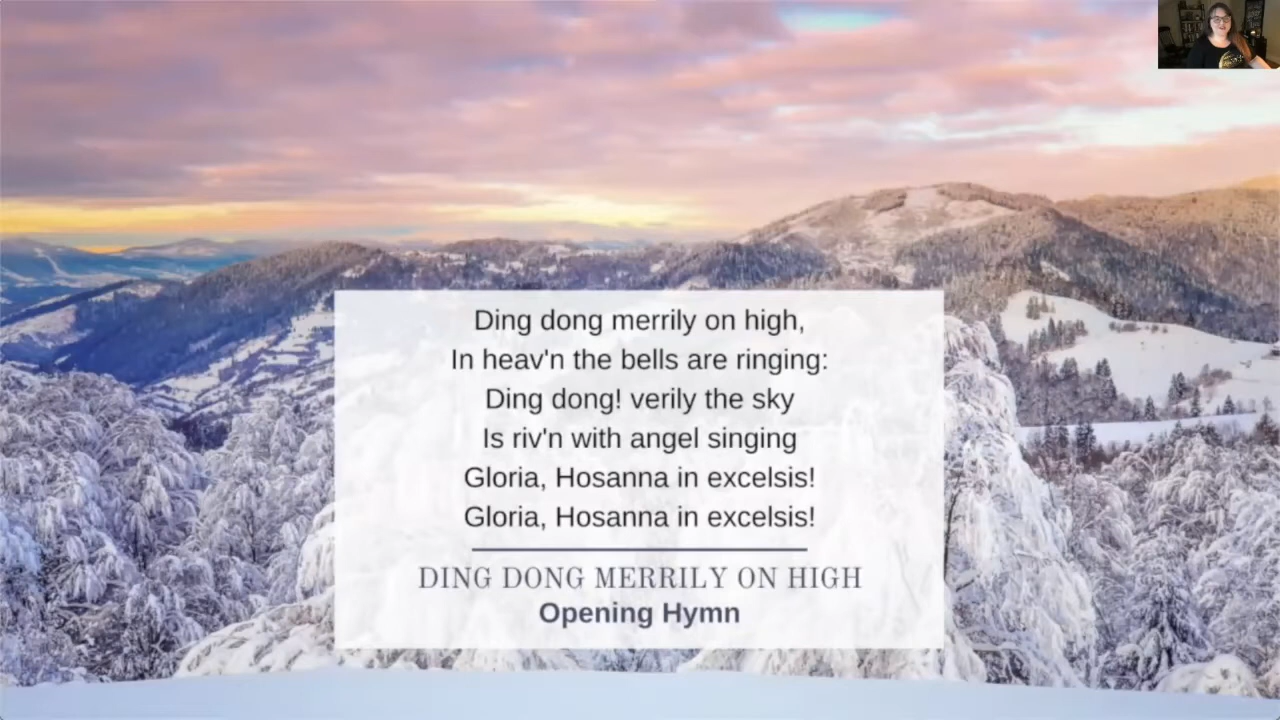 Ding dong merrily on high,
In heav'n the bells are ringing:
Ding dong! verily the sky
Is riv'n with angel singing
Gloria, Hosanna in excelsis!
Gloria, Hosanna in excelsis!
DING DONG MERRILY ON HIGH
Opening Hymn